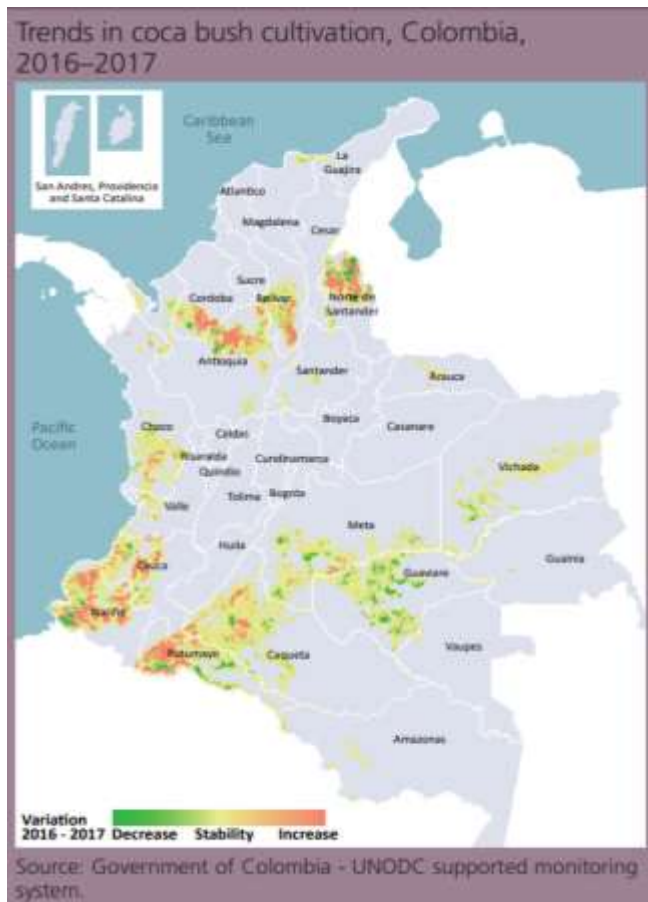 Trends in coca bush cultivation, Colombia,
2016–2017
Caribbean
Sea
San Andres, Providencia
and Santa Catalina
La
Guajira
Atlantico
Magdalena
Cesar
Sucre
Cordoba
Bolivar
Norte de
Santander
Antioquia
Santander
Arauca
Pacific
Ocean
Choco
Boyaca
Caldas
Casanare
Risaralda
Cundinamarca
Vichada
Quindio
Tolima
Bogota
Valle
Meta
Huila
Cauca
Guaviare
Guainia
Nariño
Putumayo
Caqueta
Vaupes
Amazonas
Variation
2016 - 2017 Decrease Stability Increase
Source: Government of Colombia - UNODC supported monitoring
system.